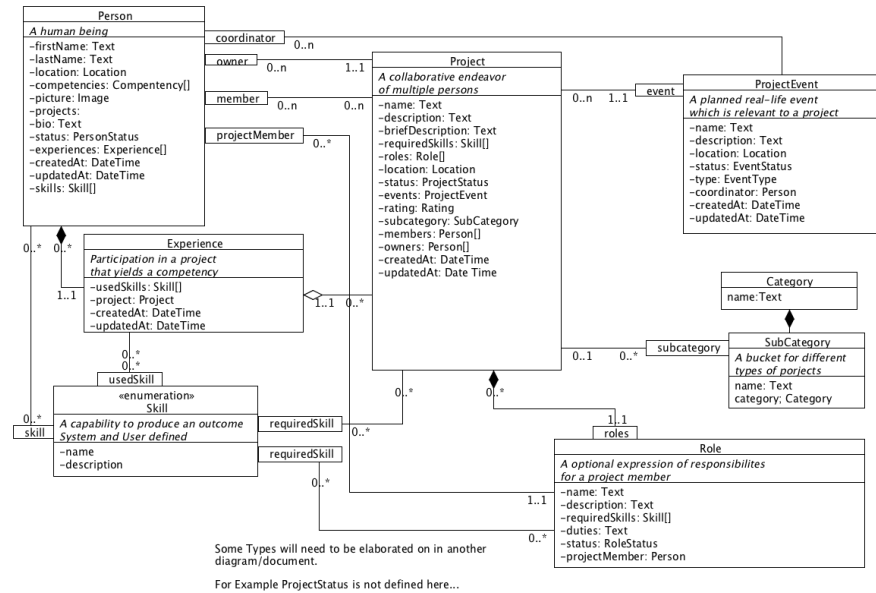 Person
A human being
-firstName: Text
-lastName: Text
-location: Location
-competencies: Compentency[]
-picture: Image
-projects:
-bio: Text
-status: PersonStatus
-experiences: Experience[]
-createdAt: DateTime
-updatedAt: DateTime
-skills: Skill[]
coordinator
0..n
owner
0..n
1..1
member
0..n
0..n
projectMember
0..*
Project
A collaborative endeavor
of multiple persons
-name: Text
-description: Text
-briefDescription: Text
-requiredSkills: Skill[]
-roles: Role[]
-location: Location
-status: ProjectStatus
-events: ProjectEvent
-rating: Rating
-subcategory: SubCategory
-members: Person[]
-owners: Person[]
-createdAt: DateTime
-updatedAt: Date Time
0..n
1..1
event
ProjectEvent
A planned real-life event
which is relevant to a project
-name: Text
-description: Text
-location: Location
-status: EventStatus
-type: EventType
-coordinator: Person
-createdAt: DateTime
-updatedAt: DateTime
0..*
0..*
1..1
Experience
Participation in a project
that yields a competency
-usedSkills: Skill[]
-project: Project
-createdAt: DateTime
-updatedAt: DateTime
1..1
0..*
Category
name:Text
SubCategory
A bucket for different
types of porjects
name: Text
category; Category
0..1
0..*
subcategory
0..*
0..*
usedSkill
«enumeration»
Skill
A capability to produce an outcome
System and User defined
-name
-description
0..*
skill
requiredSkill
0..*
0..*
requiredSkill
0..*
0..*
1..1
roles
Role
A optional expression of responsibilites
for a project member
-name: Text
-description: Text
-requiredSkills: Skill[]
-duties: Text
-status: RoleStatus
-projectMember: Person
1..1
0..*
Some Types will need to be elaborated on in another
diagram/document.
For Example ProjectStatus is not defined here...